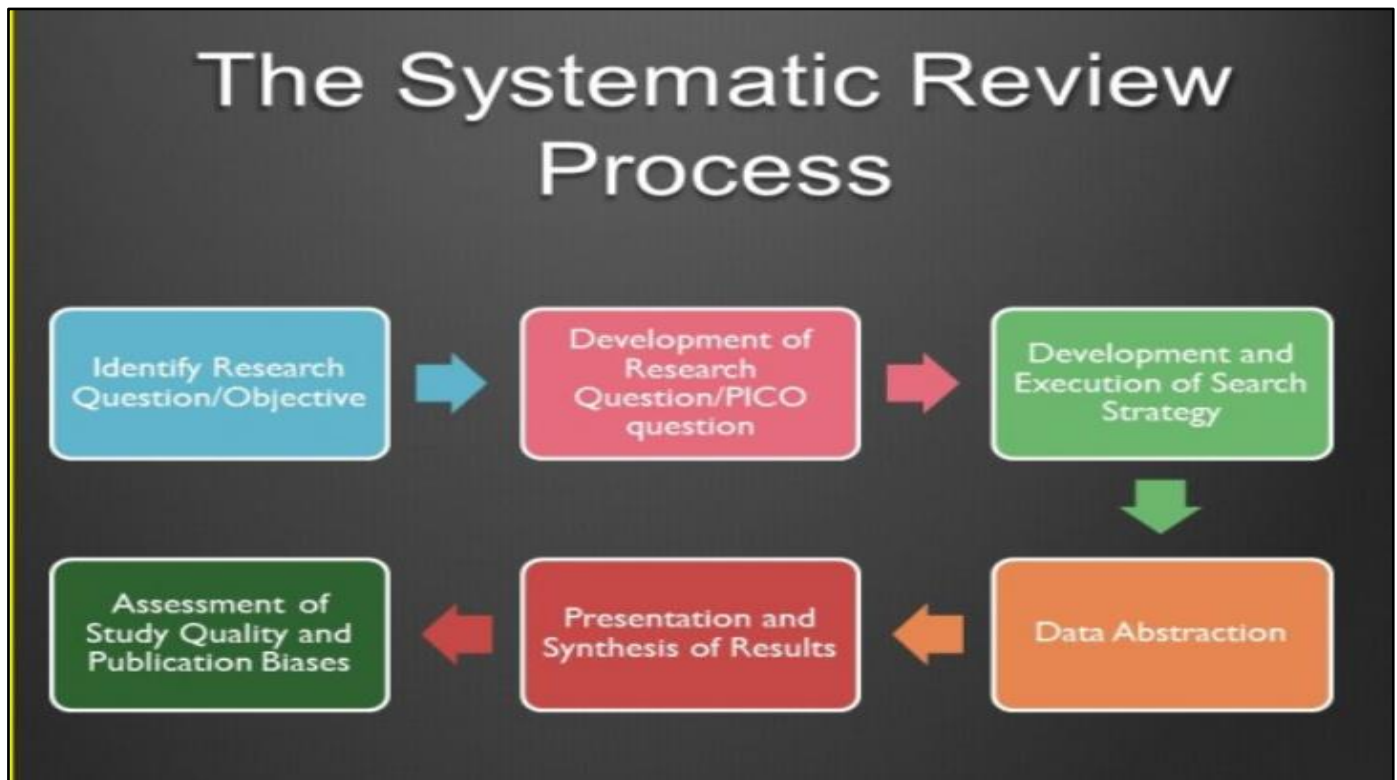 The Systematic Review
Process
Identify Research
Question/Objective
Development of
Research
Question/PICO
question
Development and
Execution of Search
Strategy
Data Abstraction
Presentation and
Synthesis of Results
Assessment of
Study Quality and
Publication Biases